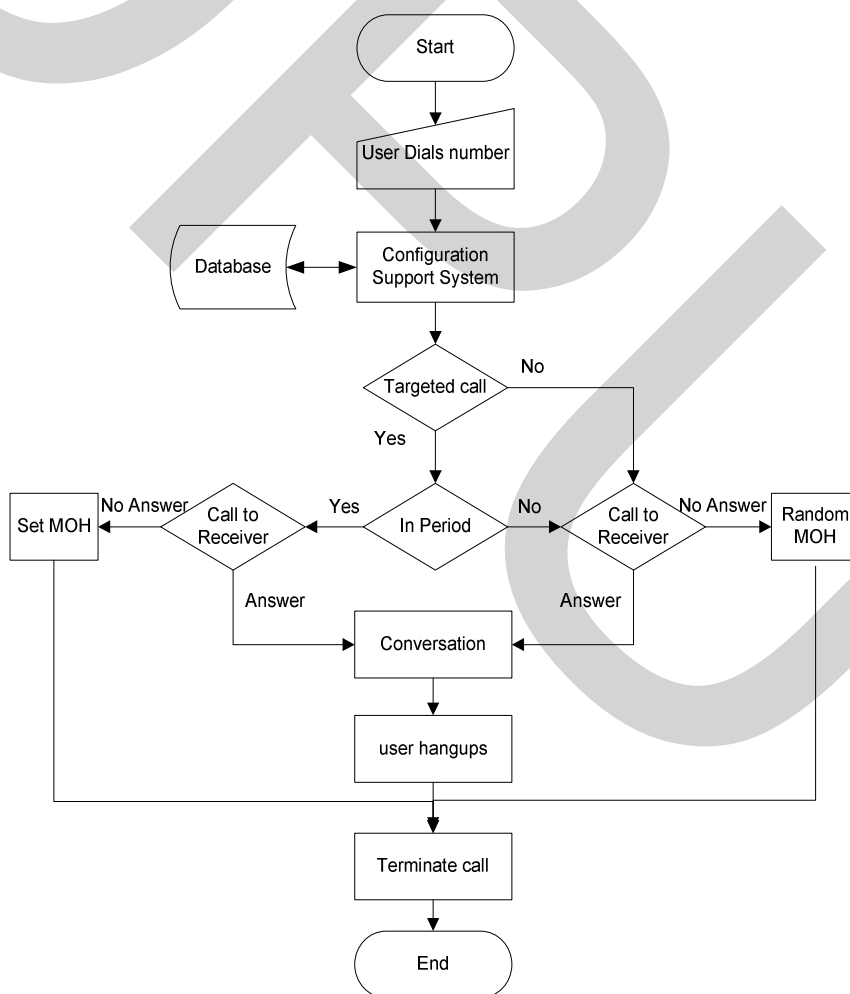 Start
User Dials number
Database
Configuration
Support System
Targeted call
No
Yes
Set MOH
No Answer
Call to
Receiver
Yes
In Period
No
Call to
Receiver
No Answer
Random
MOH
Answer
Answer
Conversation
user hangups
Terminate call
End